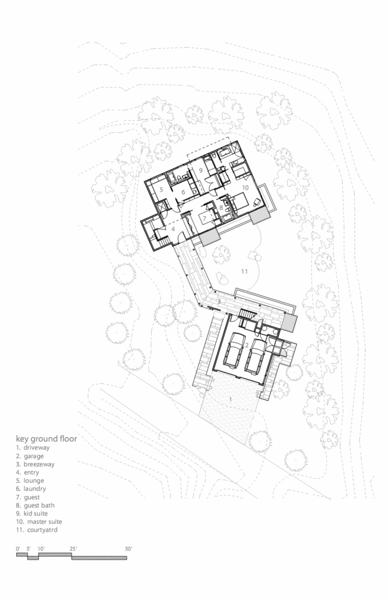 5
6
9
10
7
8
4
11
3
2
1
key ground floor
1. driveway
2. garage
3. breezeway
4. entry
5. lounge
6. laundry
7. guest
8. guest bath
9. kid suite
10. master suite
11. courtyatrd
0' 5' 10' 25' 50'